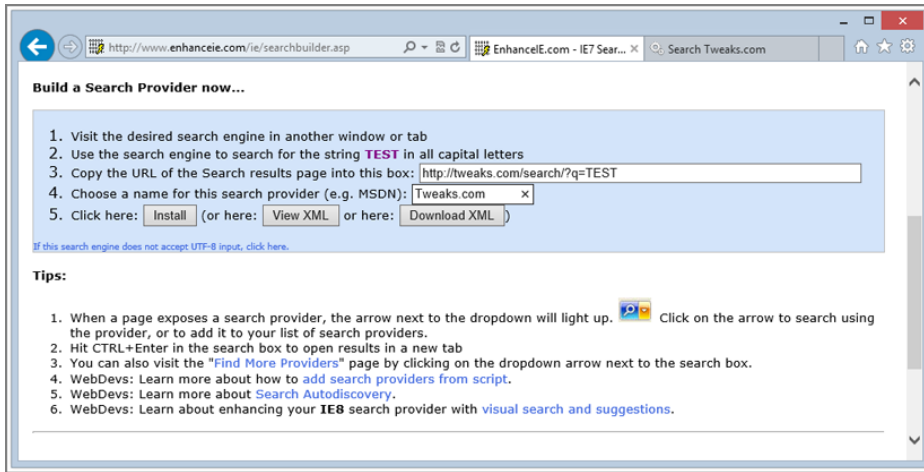 http://www.enhanceie.com/ie/searchbuilder.asp
EnhanceIE.com - IE7 Sear...
Search Tweaks.com
Build a Search Provider now...
1. Visit the desired search engine in another window or tab
2. Use the search engine to search for the string TEST in all capital letters
3. Copy the URL of the Search results page into this box: http://tweaks.com/search/?q=TEST
4. Choose a name for this search provider (e.g. MSDN): Tweaks.com
5. Click here: Install (or here: View XML or here: Download XML)
If this search engine does not accept UTF-8 input, click here.
Tips:
1. When a page exposes a search provider, the arrow next to the dropdown will light up. Click on the arrow to search using
the provider, or to add it to your list of search providers.
2. Hit CTRL+Enter in the search box to open results in a new tab
3. You can also visit the "Find More Providers" page by clicking on the dropdown arrow next to the search box.
4. WebDevs: Learn more about how to add search providers from script.
5. WebDevs: Learn more about Search Autodiscovery.
6. WebDevs: Learn about enhancing your IE8 search provider with visual search and suggestions.